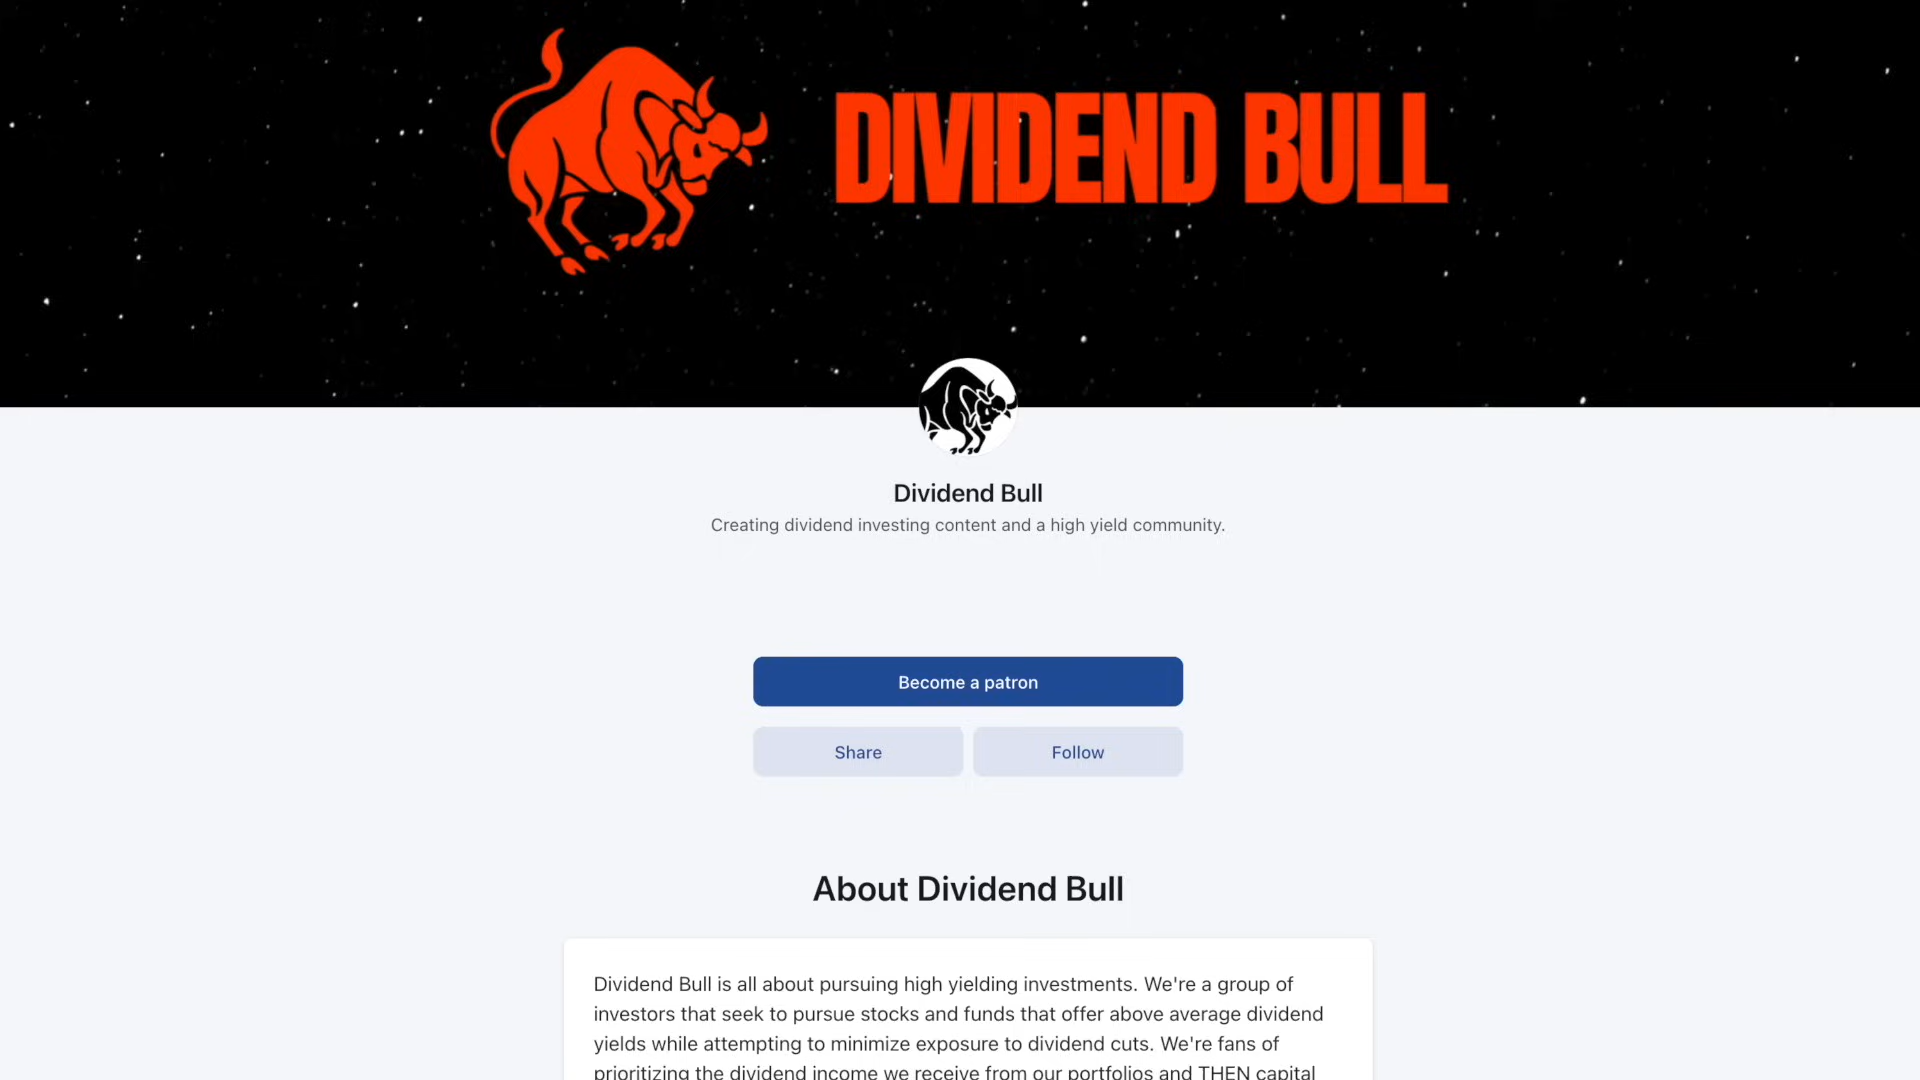 DIVIDEND BULL
Dividend Bull
Creating dividend investing content and a high yield community.
Become a patron
Share
Follow
About Dividend Bull
Dividend Bull is all about pursuing high yielding investments. We're a group of
investors that seek to pursue stocks and funds that offer above average dividend
yields while attempting to minimize exposure to dividend cuts. We're fans of
prioritizing the dividend income we receive from our portfolios and THEN capital